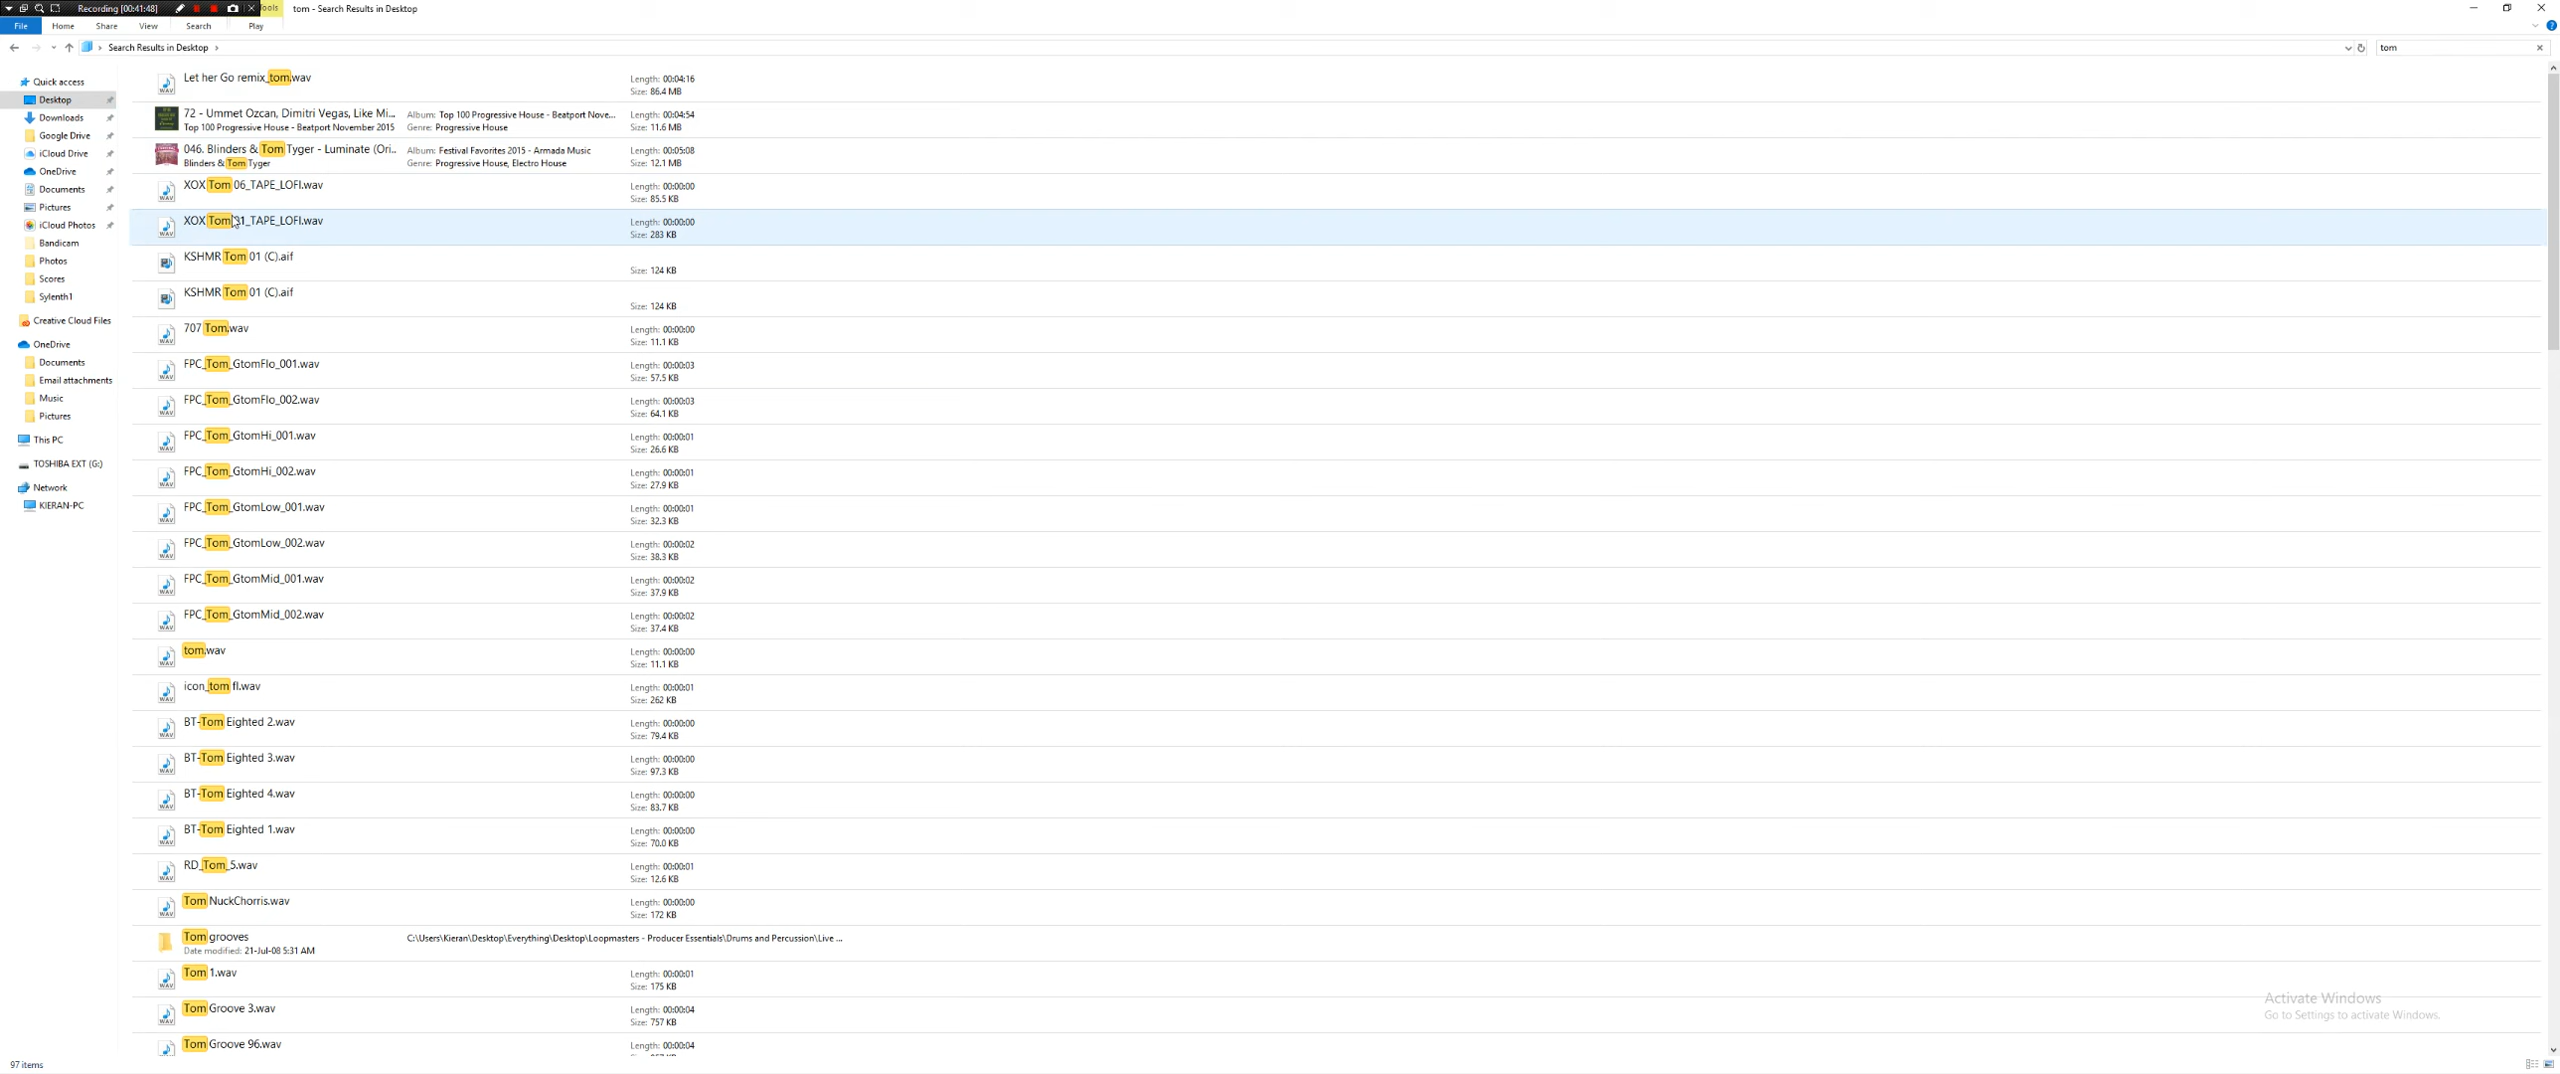 Recording [00:41:48]
ools
tom - Search Results in Desktop
File
Home
Share
View
Search
Play
Search Results in Desktop
tom
Quick access
Desktop
Downloads
Google Drive
iCloud Drive
OneDrive
Documents
Pictures
iCloud Photos
Bandicam
Photos
Scores
Sylenth1
Creative Cloud Files
OneDrive
Documents
Email attachments
Music
Pictures
This PC
TOSHIBA EXT (G:)
Network
KIERAN-PC
Let her Go remix_tom.wav
Length: 00:04:16
Size: 86.4 MB
72 - Ummet Ozcan, Dimitri Vegas, Like Mi...
Album: Top 100 Progressive House - Beatport Nove...
Length: 00:04:54
Top 100 Progressive House - Beatport November 2015
Genre: Progressive House
Size: 11.6 MB
046. Blinders & Tom Tyger - Luminate (Ori...
Album: Festival Favorites 2015 - Armada Music
Length: 00:05:08
Blinders & Tom Tyger
Genre: Progressive House, Electro House
Size: 12.1 MB
XOX Tom 06_TAPE_LOFI.wav
Length: 00:00:00
Size: 85.5 KB
XOX Tom 31_TAPE_LOFI.wav
Length: 00:00:00
Size: 283 KB
KSHMR Tom 01 (C).aif
Size: 124 KB
KSHMR Tom 01 (C).aif
Size: 124 KB
707 Tom.wav
Length: 00:00:00
Size: 11.1 KB
FPC_Tom_GtomFlo_001.wav
Length: 00:00:03
Size: 57.5 KB
FPC_Tom_GtomFlo_002.wav
Length: 00:00:03
Size: 64.1 KB
FPC_Tom_GtomHi_001.wav
Length: 00:00:01
Size: 26.6 KB
FPC_Tom_GtomHi_002.wav
Length: 00:00:01
Size: 27.9 KB
FPC_Tom_GtomLow_001.wav
Length: 00:00:01
Size: 32.3 KB
FPC_Tom_GtomLow_002.wav
Length: 00:00:02
Size: 38.3 KB
FPC_Tom_GtomMid_001.wav
Length: 00:00:02
Size: 37.9 KB
FPC_Tom_GtomMid_002.wav
Length: 00:00:02
Size: 37.4 KB
tom.wav
Length: 00:00:00
Size: 11.1 KB
icon_tom fl.wav
Length: 00:00:01
Size: 262 KB
BT-Tom Eighted 2.wav
Length: 00:00:00
Size: 79.4 KB
BT-Tom Eighted 3.wav
Length: 00:00:00
Size: 97.3 KB
BT-Tom Eighted 4.wav
Length: 00:00:00
Size: 83.7 KB
BT-Tom Eighted 1.wav
Length: 00:00:00
Size: 70.0 KB
RD_Tom_5.wav
Length: 00:00:01
Size: 12.6 KB
Tom NuckChorris.wav
Length: 00:00:00
Size: 172 KB
Tom grooves
C:\Users\Kieran\Desktop\Everything\Desktop\Loopmasters - Producer Essentials\Drums and Percussion\Live ...
Date modified: 21-Jul-08 5:31 AM
Tom 1.wav
Length: 00:00:01
Size: 175 KB
Tom Groove 3.wav
Length: 00:00:04
Size: 757 KB
Tom Groove 96.wav
Length: 00:00:04
Activate Windows
Go to Settings to activate Windows.
97 items